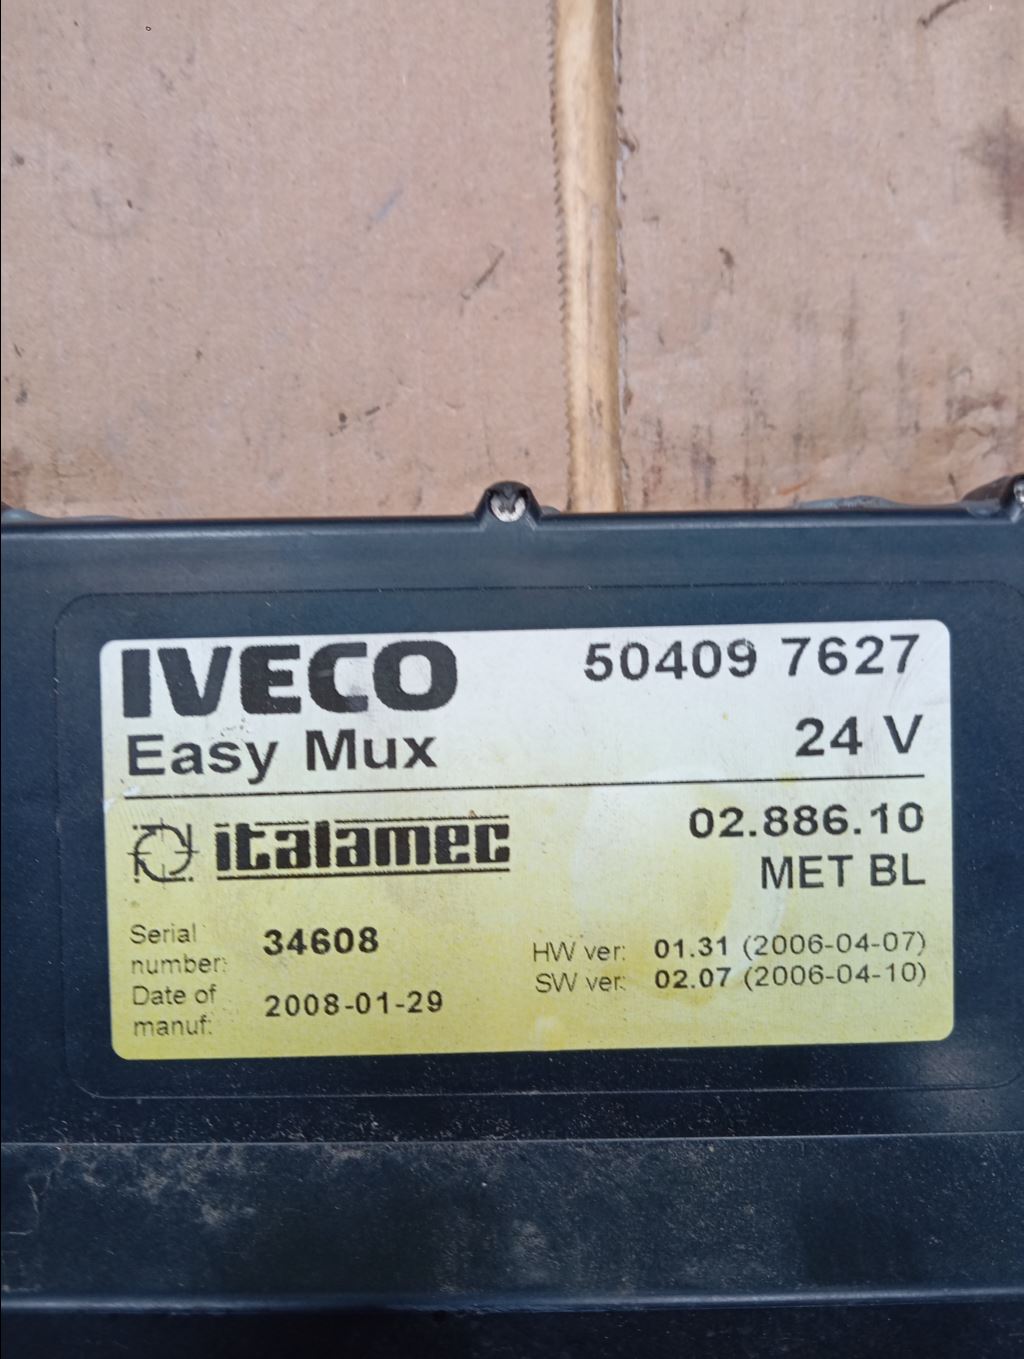 IVECO 50409 7627
Easy Mux 24 V
italamec 02.886.10
MET BL
Serial number: 34608
HW ver: 01.31 (2006-04-07)
SW ver: 02.07 (2006-04-10)
Date of manuf: 2008-01-29